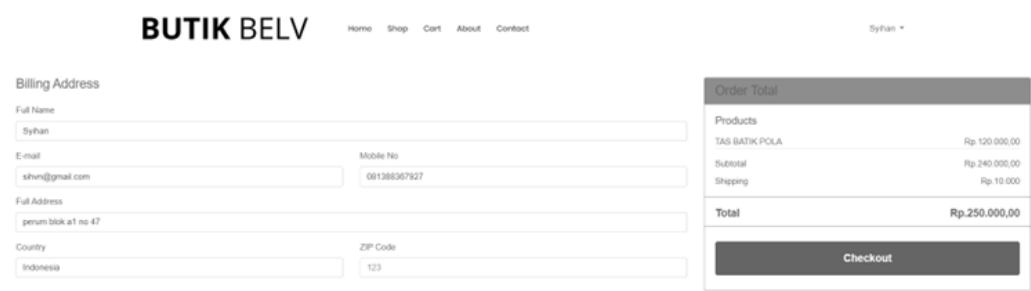 BUTIK BELV
Home Shop Cart About Contact
Syihan
Billing Address
Full Name
Syihan
E-mail
Mobile No
sihvn@gmail.com
081388367927
Full Address
perum blok a1 no 47
Country
ZIP Code
Indonesia
123
Order Total
Products
TAS BATIK POLA Rp.120.000,00
Subtotal Rp.240.000,00
Shipping Rp.10.000
Total Rp.250.000,00
Checkout